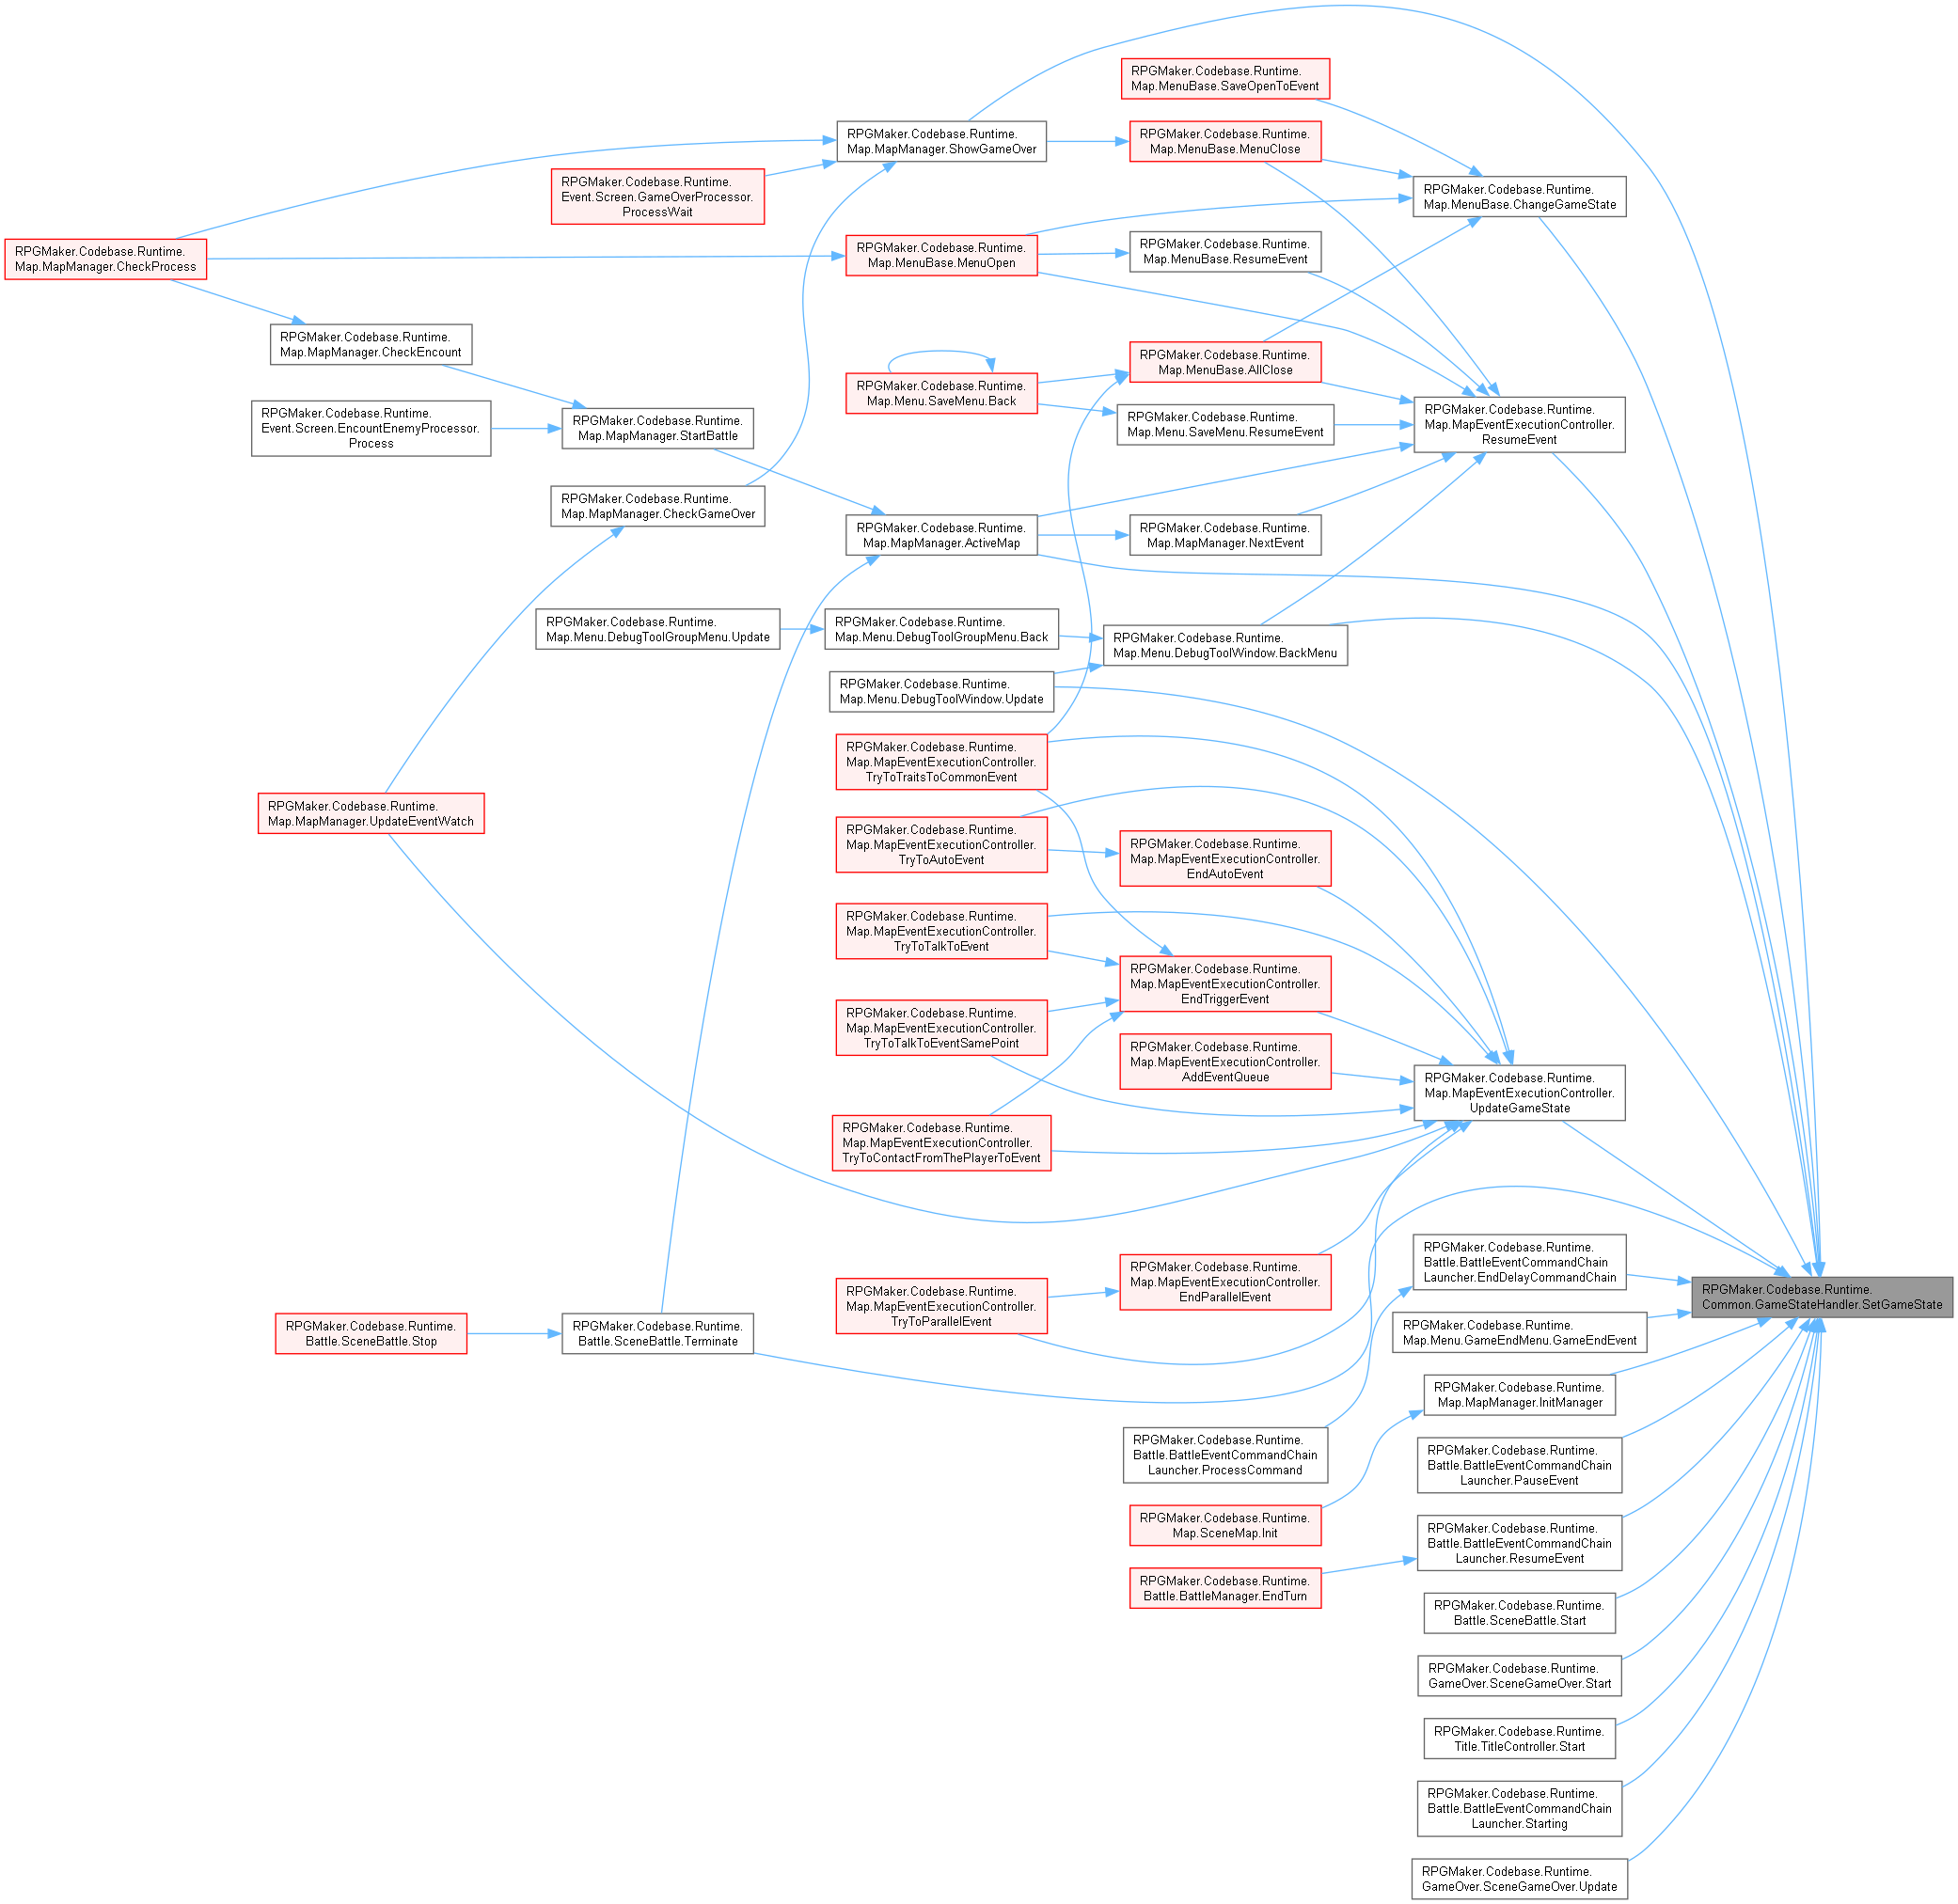 RPGMaker.Codebase.Runtime.
Map.MenuBase.SaveOpenToEvent
RPGMaker.Codebase.Runtime.
Map.MapManager.ShowGameOver
RPGMaker.Codebase.Runtime.
Map.MenuBase.MenuClose
RPGMaker.Codebase.Runtime.
Event.Screen.GameOverProcessor.
ProcessWait
RPGMaker.Codebase.Runtime.
Map.MenuBase.ChangeGameState
RPGMaker.Codebase.Runtime.
Map.MapManager.CheckProcess
RPGMaker.Codebase.Runtime.
Map.MenuBase.MenuOpen
RPGMaker.Codebase.Runtime.
Map.MenuBase.ResumeEvent
RPGMaker.Codebase.Runtime.
Map.MapManager.CheckEncount
RPGMaker.Codebase.Runtime.
Map.MenuBase.AllClose
RPGMaker.Codebase.Runtime.
Map.Menu.SaveMenu.Back
RPGMaker.Codebase.Runtime.
Event.Screen.EncountEnemyProcessor.
Process
RPGMaker.Codebase.Runtime.
Map.MapManager.StartBattle
RPGMaker.Codebase.Runtime.
Map.Menu.SaveMenu.ResumeEvent
RPGMaker.Codebase.Runtime.
Map.MapEventExecutionController.
ResumeEvent
RPGMaker.Codebase.Runtime.
Map.MapManager.CheckGameOver
RPGMaker.Codebase.Runtime.
Map.MapManager.ActiveMap
RPGMaker.Codebase.Runtime.
Map.MapManager.NextEvent
RPGMaker.Codebase.Runtime.
Map.Menu.DebugToolGroupMenu.Update
RPGMaker.Codebase.Runtime.
Map.Menu.DebugToolGroupMenu.Back
RPGMaker.Codebase.Runtime.
Map.Menu.DebugToolWindow.BackMenu
RPGMaker.Codebase.Runtime.
Map.Menu.DebugToolWindow.Update
RPGMaker.Codebase.Runtime.
Map.MapEventExecutionController.
TryToTraitsToCommonEvent
RPGMaker.Codebase.Runtime.
Map.MapManager.UpdateEventWatch
RPGMaker.Codebase.Runtime.
Map.MapEventExecutionController.
TryToAutoEvent
RPGMaker.Codebase.Runtime.
Map.MapEventExecutionController.
EndAutoEvent
RPGMaker.Codebase.Runtime.
Map.MapEventExecutionController.
TryToTalkToEvent
RPGMaker.Codebase.Runtime.
Map.MapEventExecutionController.
EndTriggerEvent
RPGMaker.Codebase.Runtime.
Map.MapEventExecutionController.
TryToTalkToEventSamePoint
RPGMaker.Codebase.Runtime.
Map.MapEventExecutionController.
AddEventQueue
RPGMaker.Codebase.Runtime.
Map.MapEventExecutionController.
UpdateGameState
RPGMaker.Codebase.Runtime.
Map.MapEventExecutionController.
TryToContactFromThePlayerToEvent
RPGMaker.Codebase.Runtime.
Battle.BattleEventCommandChain
Launcher.EndDelayCommandChain
RPGMaker.Codebase.Runtime.
Map.MapEventExecutionController.
EndParallelEvent
RPGMaker.Codebase.Runtime.
Common.GameStateHandler.SetGameState
RPGMaker.Codebase.Runtime.
Map.MapEventExecutionController.
TryToParallelEvent
RPGMaker.Codebase.Runtime.
Battle.SceneBattle.Stop
RPGMaker.Codebase.Runtime.
Battle.SceneBattle.Terminate
RPGMaker.Codebase.Runtime.
Map.Menu.GameEndMenu.GameEndEvent
RPGMaker.Codebase.Runtime.
Map.MapManager.InitManager
RPGMaker.Codebase.Runtime.
Battle.BattleEventCommandChain
Launcher.ProcessCommand
RPGMaker.Codebase.Runtime.
Battle.BattleEventCommandChain
Launcher.PauseEvent
RPGMaker.Codebase.Runtime.
Map.SceneMap.Init
RPGMaker.Codebase.Runtime.
Battle.BattleEventCommandChain
Launcher.ResumeEvent
RPGMaker.Codebase.Runtime.
Battle.BattleManager.EndTurn
RPGMaker.Codebase.Runtime.
Battle.SceneBattle.Start
RPGMaker.Codebase.Runtime.
GameOver.SceneGameOver.Start
RPGMaker.Codebase.Runtime.
Title.TitleController.Start
RPGMaker.Codebase.Runtime.
Battle.BattleEventCommandChain
Launcher.Starting
RPGMaker.Codebase.Runtime.
GameOver.SceneGameOver.Update